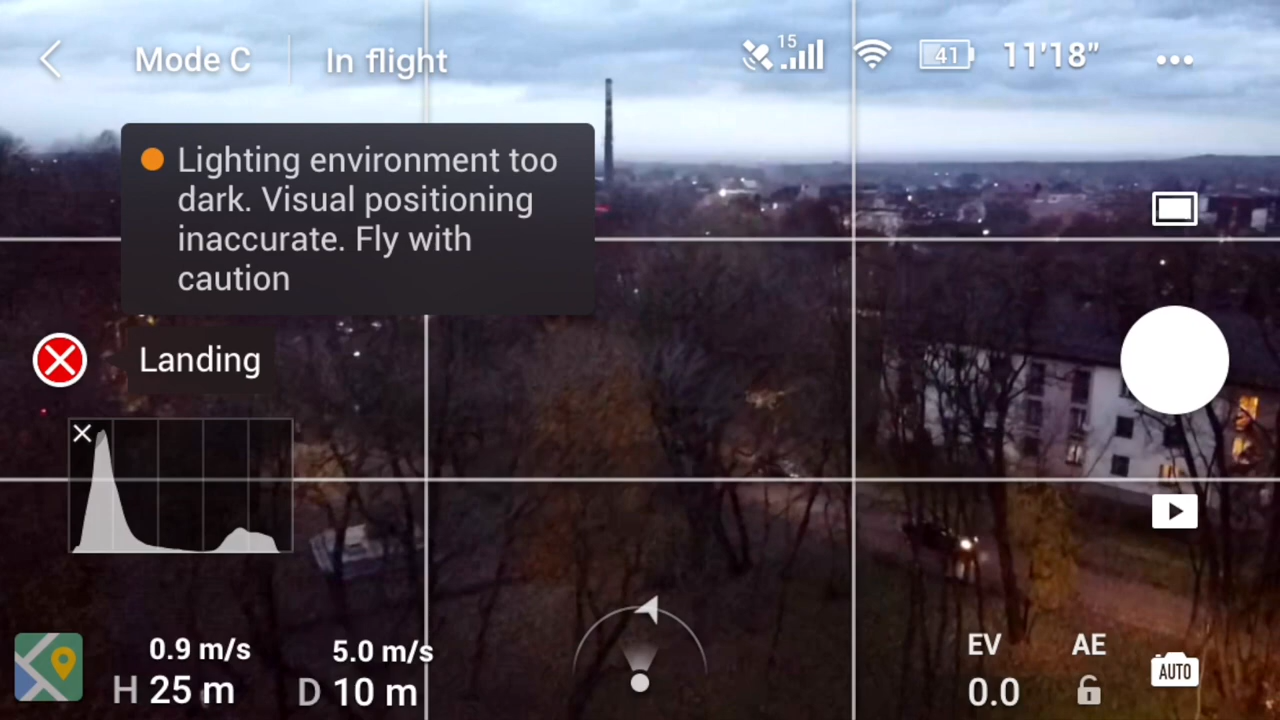 Mode C
In flight
15
41
11'18"
Lighting environment too
dark. Visual positioning
inaccurate. Fly with
caution
Landing
0.9 m/s
5.0 m/s
H 25 m
D 10 m
EV
AE
0.0
AUTO